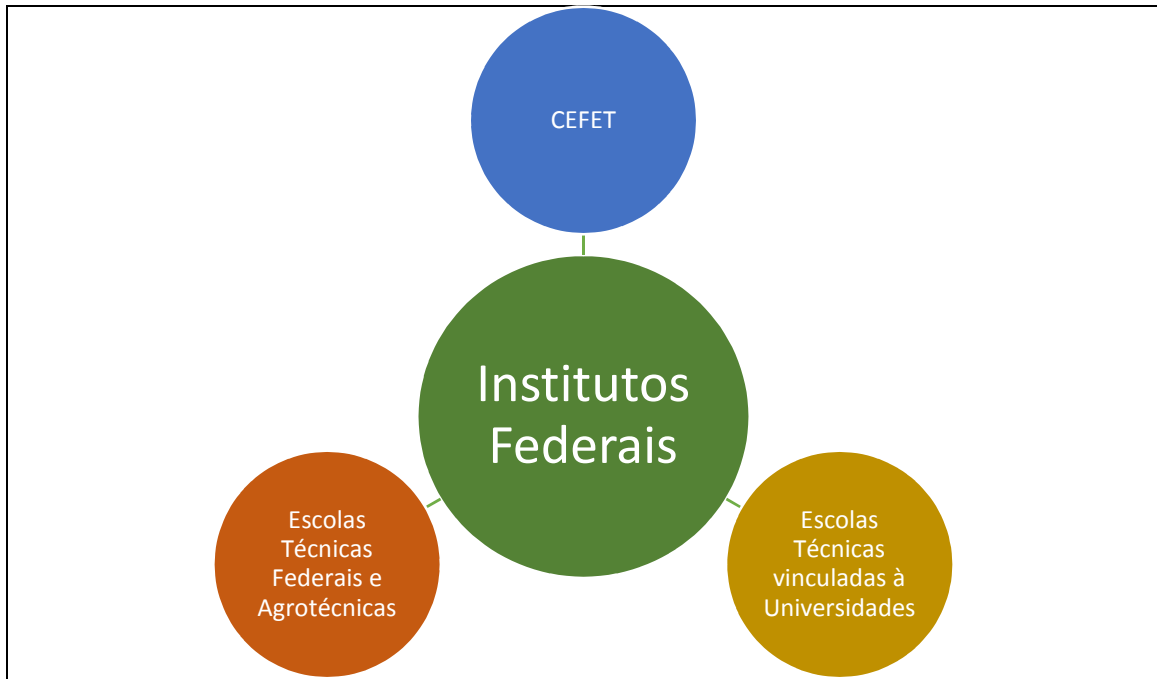 CEFET
Institutos
Federais
Escolas
Técnicas
Federais e
Agrotécnicas
Escolas
Técnicas
vinculadas à
Universidades